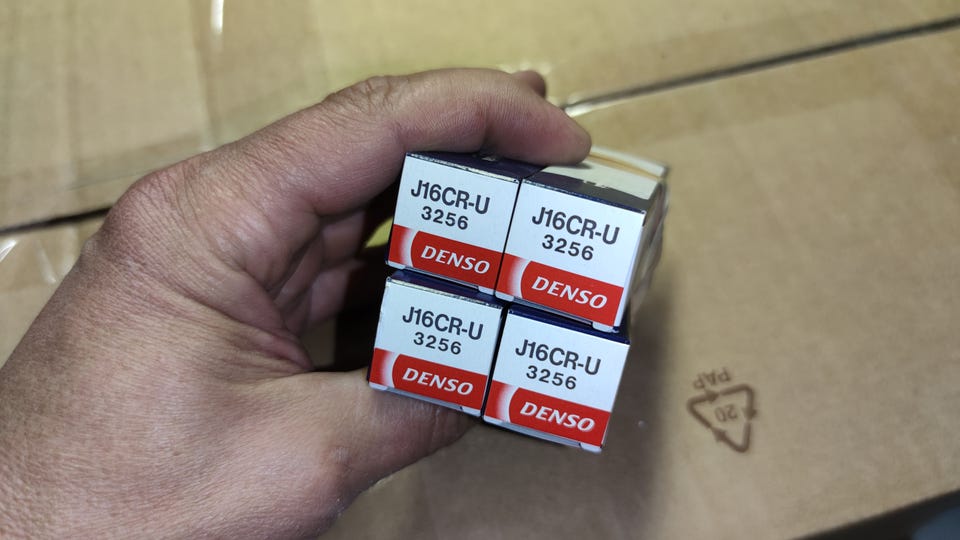 J16CR-U
3256
DENSO
J16CR-U
3256
DENSO
J16CR-U
3256
DENSO
J16CR-U
3256
DENSO
20
PAP